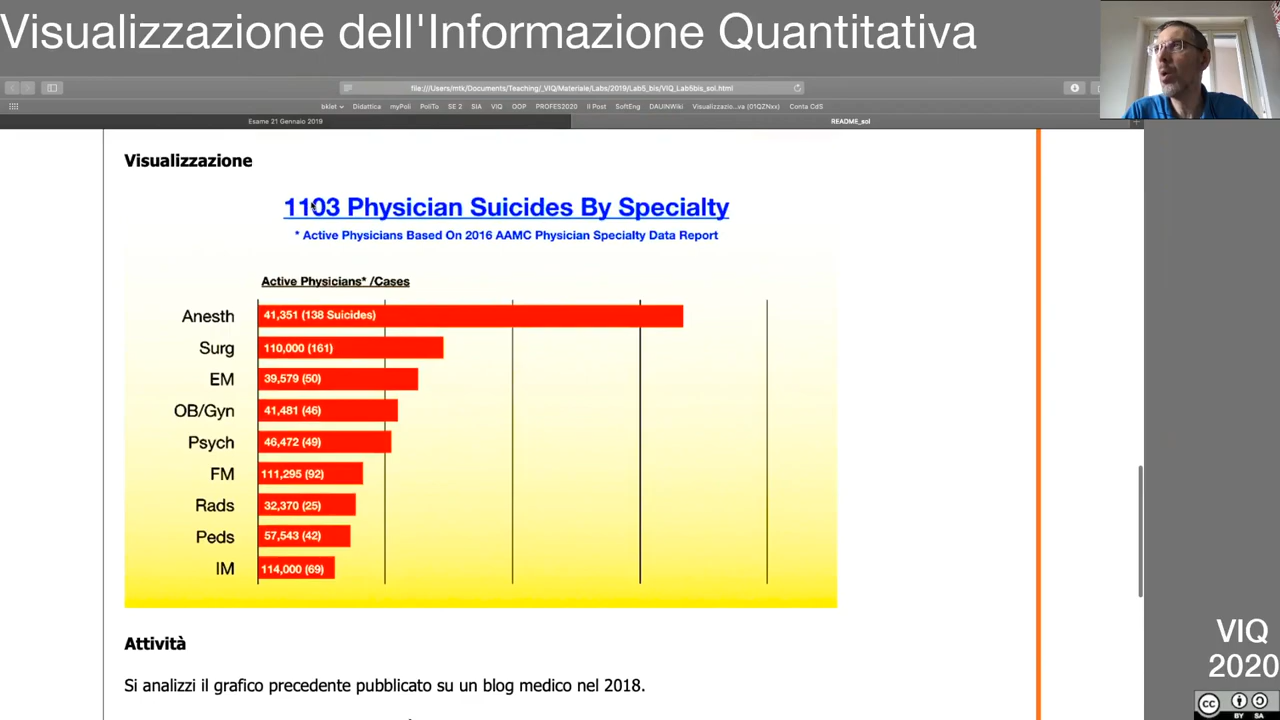 Visualizzazione dell'Informazione Quantitativa
file:///Users/mtk/Documents/Teaching/_VIQ/Materiale/Labs/2019/Lab5_bis/VIQ_Lab5bis_sol.html
bklet Didattica myPoli PoliTo SE 2 SIA VIQ OOP PROFES2020 Il Post SoftEng DAUINWiki Visualizzazio...va (01QZNxx) Conta CdS
Esame 21 Gennaio 2019 README_sol
Visualizzazione
1103 Physician Suicides By Specialty
* Active Physicians Based On 2016 AAMC Physician Specialty Data Report
Active Physicians* /Cases
Anesth 41,351 (138 Suicides)
Surg 110,000 (161)
EM 39,579 (50)
OB/Gyn 41,481 (46)
Psych 46,472 (49)
FM 111,295 (92)
Rads 32,370 (25)
Peds 57,543 (42)
IM 114,000 (69)
Attività
Si analizzi il grafico precedente pubblicato su un blog medico nel 2018.
VIQ
2020
CC BY SA